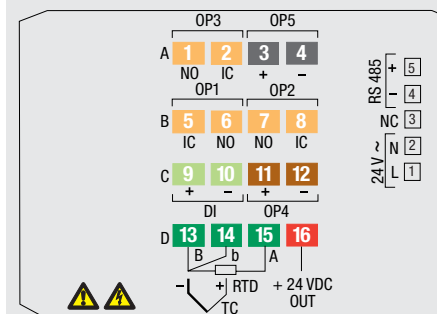 OP3 OP5
A 1 2 3 4
NO IC + −
OP1 OP2
B 5 6 7 8
IC NO NO IC
C 9 10 11 12
+ − + −
DI OP4
D 13 14 15 16
B b A
− + RTD + 24 VDC
TC OUT
RS 485 + 5
− 4
NC 3
24 V ~ N 2
L 1